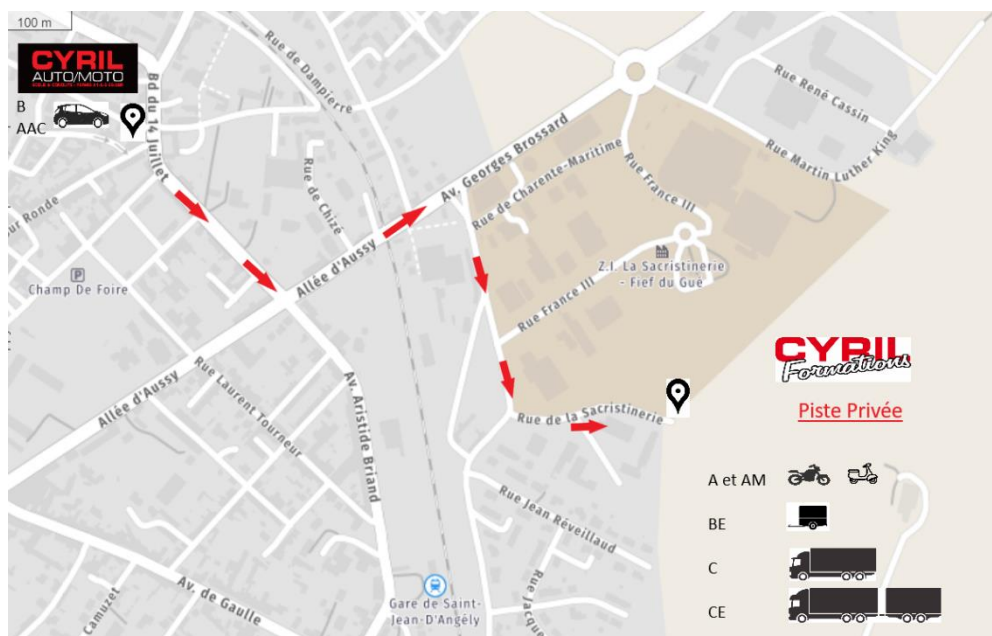 100 m
CYRIL
AUTO/MOTO
B
AAC
Bd du 14 Juillet
Rue de Dampierre
Rue de Chizé
Av. Georges Brossard
Rue de Charente-Maritime
Rue France III
Rue René Cassin
Rue Martin Luther King
ur Ronde
P
Champ De Foire
Allée d'Aussy
Z.I. La Sacristinerie
- Fief du Gué
Rue France III
Allée d'Aussy
Rue Laurent Tourneur
Av. Aristide Briand
Rue de la Sacristinerie
CYRIL
Formations
Piste Privée
A et AM
BE
C
CE
Rue Jean Réveillaud
Rue Jacque
Av. de Gaulle
Camuzet
Gare de Saint-
Jean-D'Angély